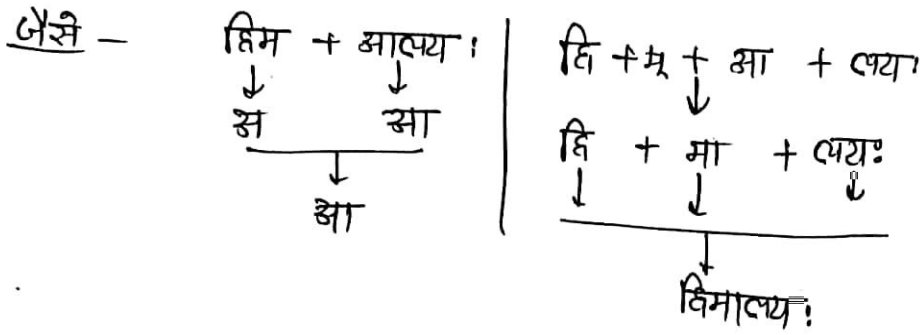 जैसे - हिम + आलय :
↓ ↓
अ आ
↓
आ
हि + म् + आ + लय :
↓
हि + मा + लय :
↓ ↓ ↓
↓
हिमालय :